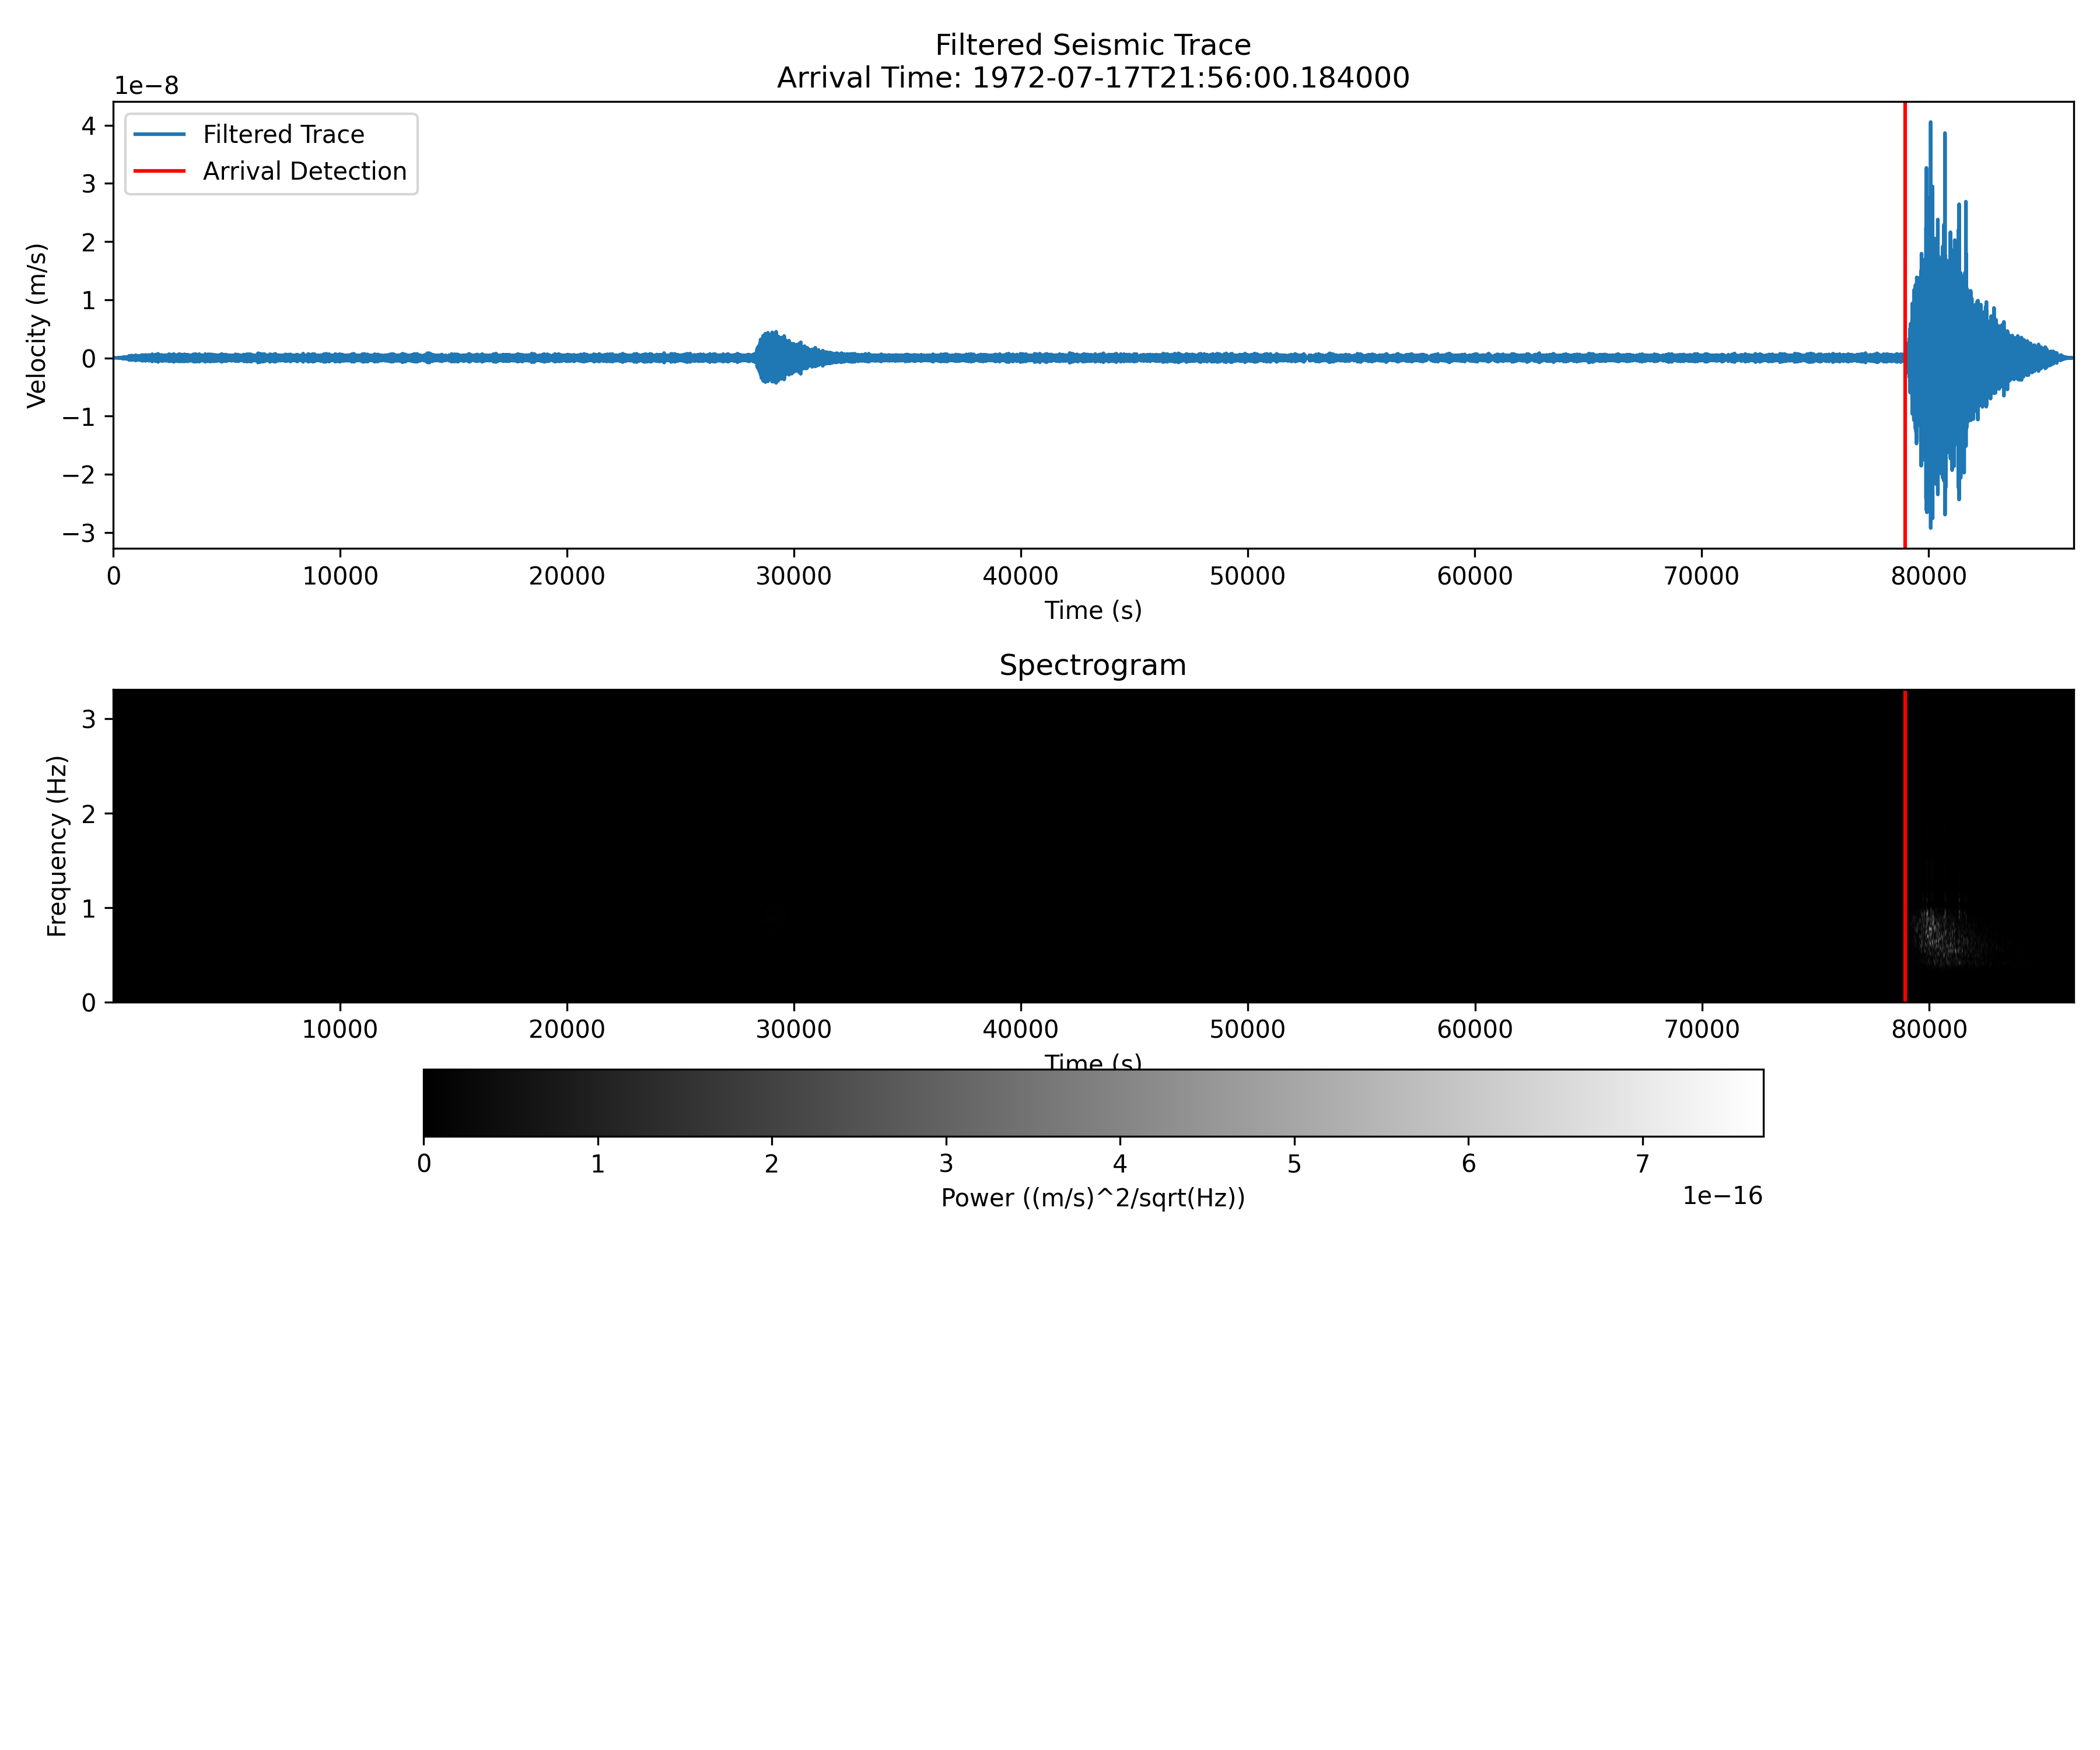 Filtered Seismic Trace
Arrival Time: 1972-07-17T21:56:00.184000
1e−8
Filtered Trace
Arrival Detection
Velocity (m/s)
4
3
2
1
0
−1
−2
−3
0 10000 20000 30000 40000 50000 60000 70000 80000
Time (s)
Spectrogram
Frequency (Hz)
3
2
1
0
10000 20000 30000 40000 50000 60000 70000 80000
Time (s)
0 1 2 3 4 5 6 7
Power ((m/s)^2/sqrt(Hz))
1e−16